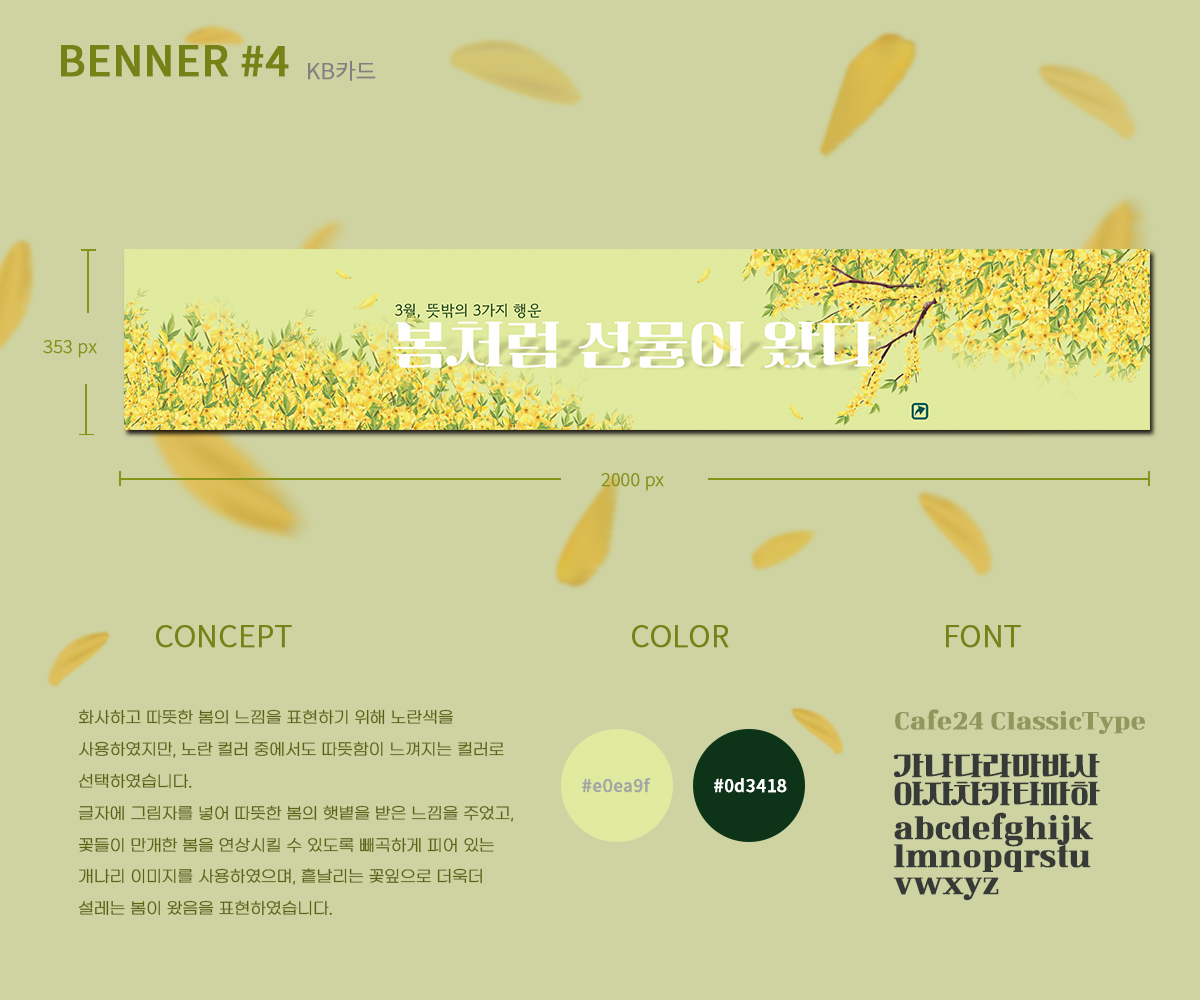 BENNER #4 KB카드
3월, 뜻밖의 3가지 행운
봄처럼 선물이 왔다
353 px
2000 px
CONCEPT
화사하고 따뜻한 봄의 느낌을 표현하기 위해 노란색을
사용하였지만, 노란 컬러 중에서도 따뜻함이 느껴지는 컬러로
선택하였습니다.
글자에 그림자를 넣어 따뜻한 봄의 햇볕을 받은 느낌을 주었고,
꽃들이 만개한 봄을 연상시킬 수 있도록 빼곡하게 피어 있는
개나리 이미지를 사용하였으며, 흩날리는 꽃잎으로 더욱더
설레는 봄이 왔음을 표현하였습니다.
COLOR
#e0ea9f
#0d3418
FONT
Cafe24 ClassicType
가나다라마바사
아자차카타파하
abcdefghijk
lmnopqrstu
vwxyz